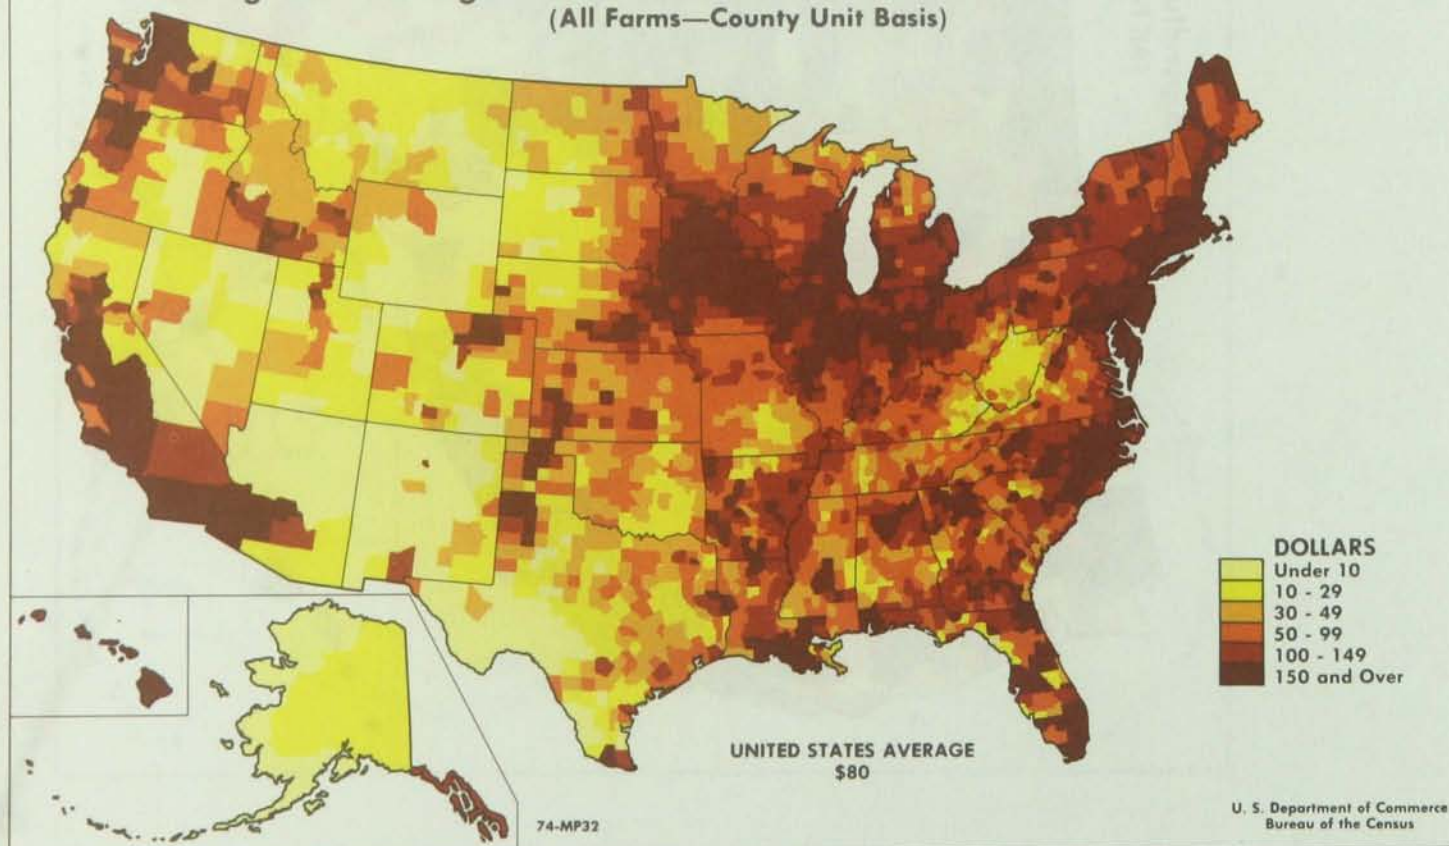 (All Farms—County Unit Basis)
DOLLARS
Under 10
10 - 29
30 - 49
50 - 99
100 - 149
150 and Over
UNITED STATES AVERAGE
$80
74-MP32
U. S. Department of Commerce
Bureau of the Census